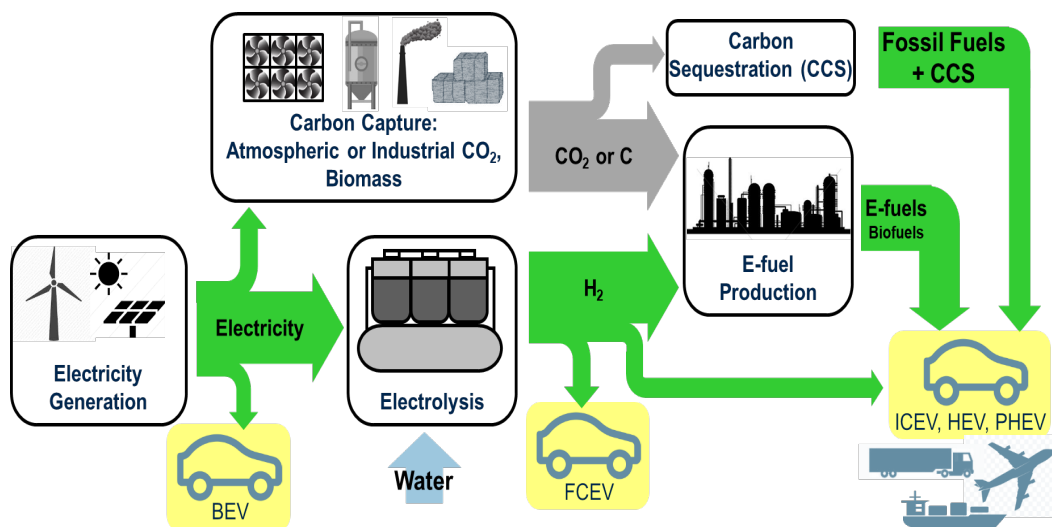 Carbon Capture:
Atmospheric or Industrial CO₂,
Biomass
Carbon
Sequestration (CCS)
Fossil Fuels
+ CCS
CO₂ or C
E-fuels
Biofuels
E-fuel
Production
Electricity
Generation
Electricity
Electrolysis
H₂
Water
BEV
FCEV
ICEV, HEV, PHEV